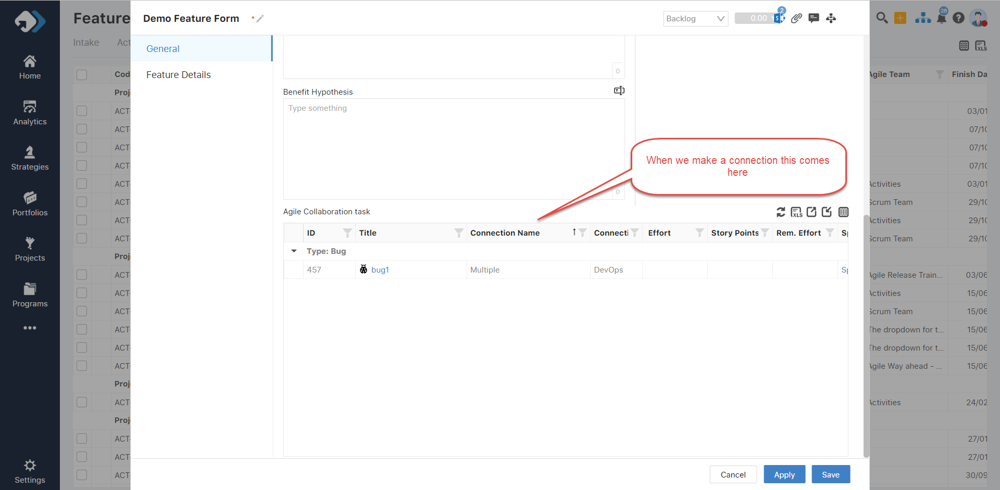 Feature
Demo Feature Form *
Backlog
0.00
2
26
Intake
Act
General
Feature Details
Home
Analytics
Strategies
Portfolios
Projects
Programs
Settings
0
Benefit Hypothesis
Type something
0
When we make a connection this comes
here
Agile Collaboration task
XLS
XLS
ID
Title
Connection Name
Connecti
Effort
Story Points
Rem. Effort
Sp
Type: Bug
457
bug1
Multiple
DevOps
Sp
Cod
Proj
ACT-
ACT-
ACT-
ACT-
ACT-
ACT-
ACT-
ACT-
Proj
ACT-
ACT-
ACT-
ACT-
ACT-
ACT-
Proj
ACT-
Proj
ACT-
ACT-
ACT-
Agile Team
Finish Da
03/01
07/10
07/10
07/10
Activities 03/01
Scrum Team 29/10
Activities 29/10
Scrum Team 29/10
Agile Release Train... 03/06
Activities 15/06
Scrum Team 15/06
The dropdown for t... 15/06
The dropdown for t... 15/06
Agile Way ahead - ... 15/06
Activities 24/02
27/01
27/01
30/09
Cancel
Apply
Save